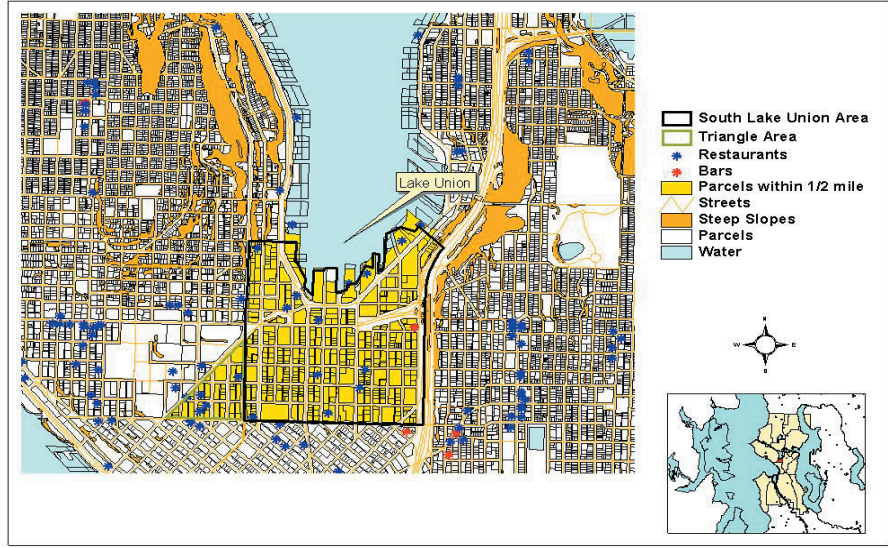 Lake Union
South Lake Union Area
Triangle Area
Restaurants
Bars
Parcels within 1/2 mile
Streets
Steep Slopes
Parcels
Water
N
W E
S